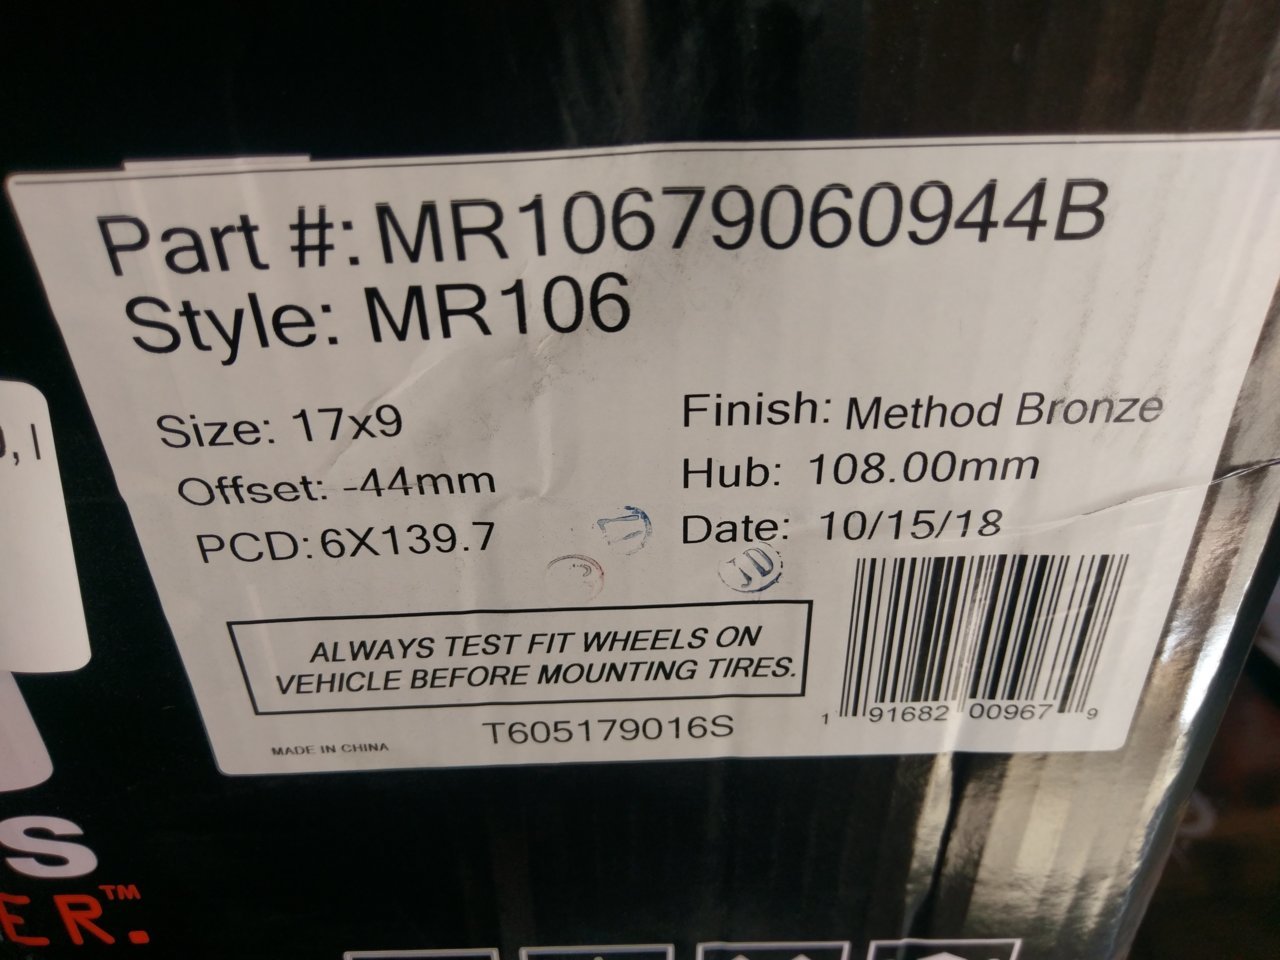 Part #: MR10679060944B
Style: MR106
Size: 17x9
Finish: Method Bronze
Offset: -44mm
Hub: 108.00mm
PCD: 6X139.7
Date: 10/15/18
ALWAYS TEST FIT WHEELS ON
VEHICLE BEFORE MOUNTING TIRES.
T605179016S
1 91682 00967 9
MADE IN CHINA
S
ER.™